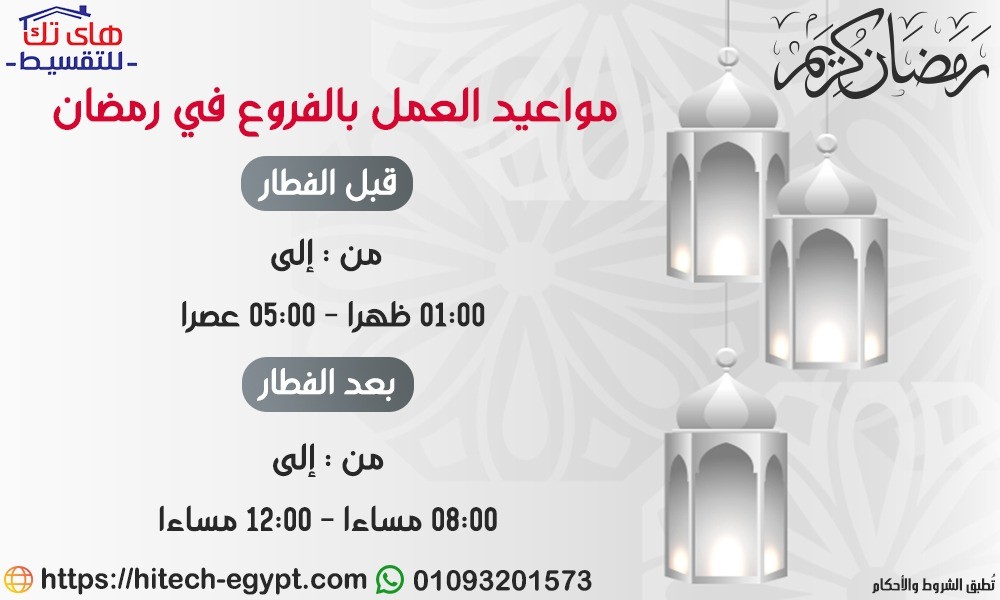 هاى تك
-للتقسيط-
رمضان كريم
مواعيد العمل بالفروع في رمضان
قبل الفطار
من : إلى
01:00 ظهرا - 05:00 عصرا
بعد الفطار
من : إلى
08:00 مساءا - 12:00 مساءا
https://hitech-egypt.com 01093201573
تُطبق الشروط والأحكام